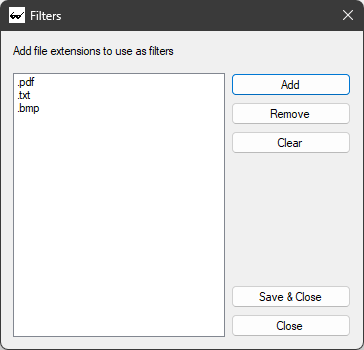 Filters
Add file extensions to use as filters
.pdf
.txt
.bmp
Add
Remove
Clear
Save & Close
Close